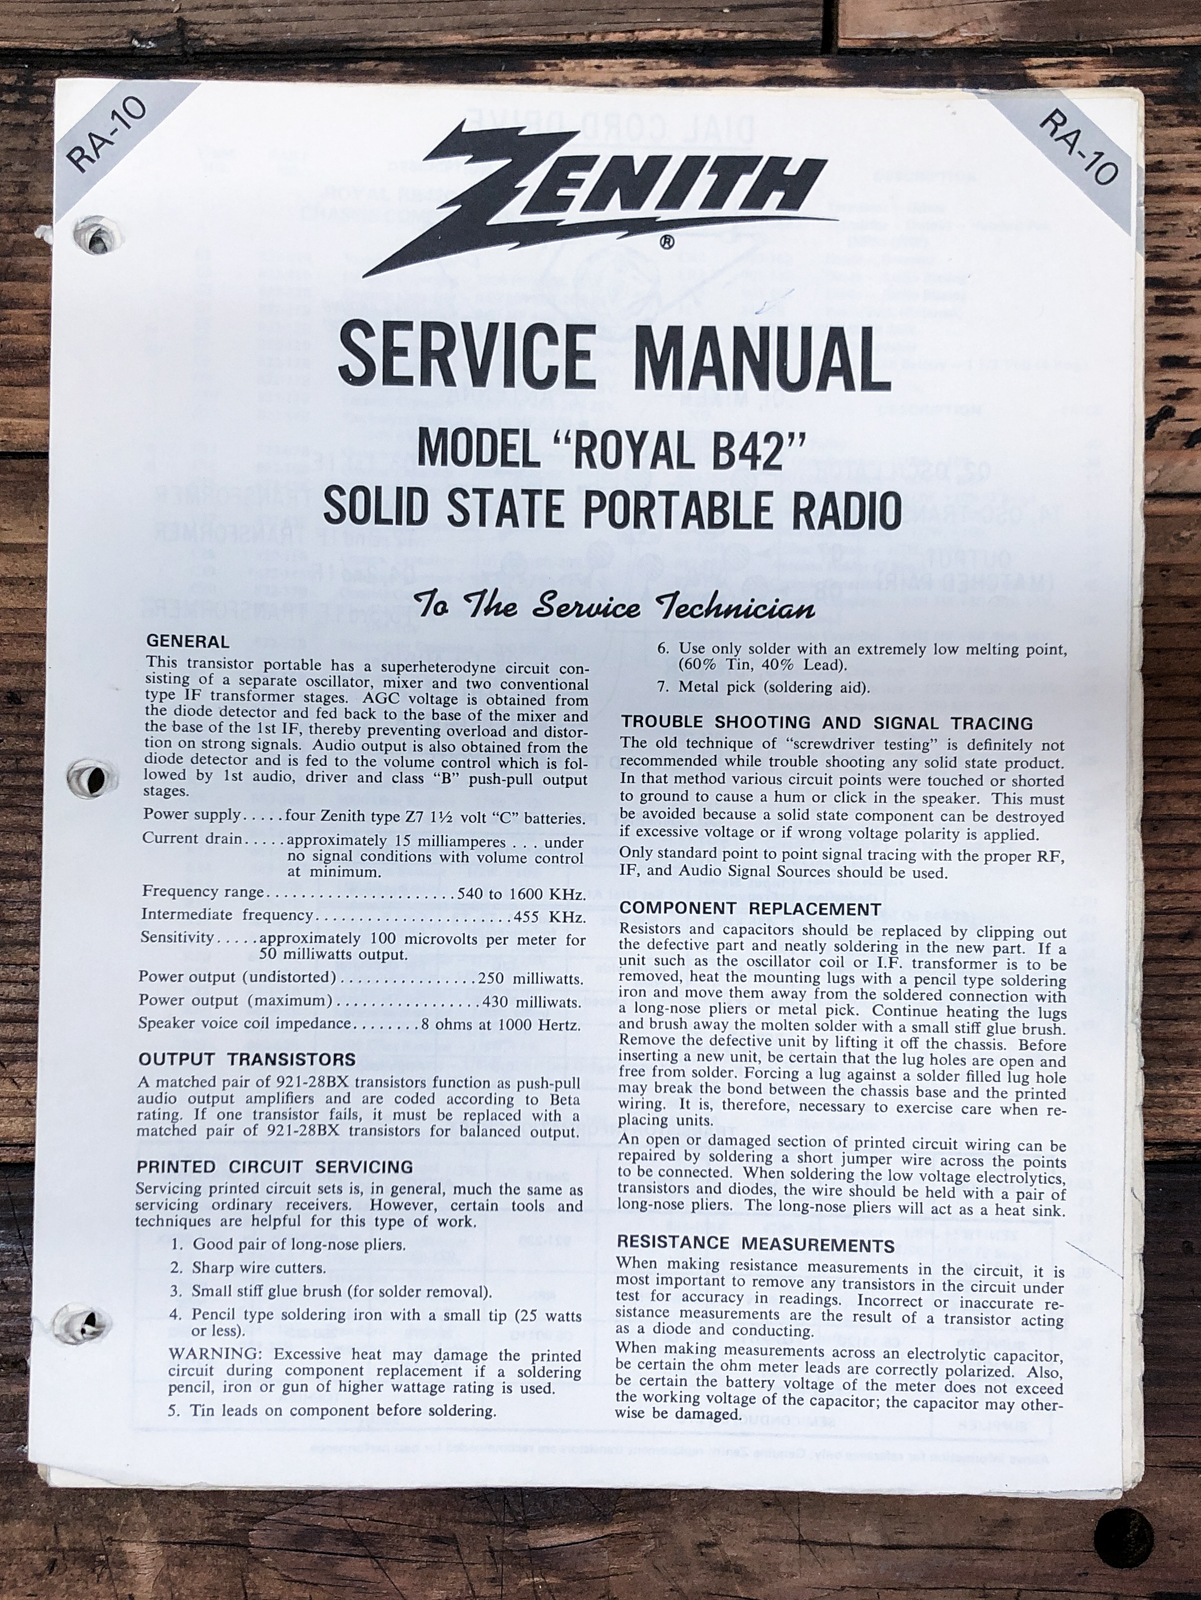 RA-10
RA-10
ZENITH
®
SERVICE MANUAL
MODEL “ROYAL B42”
SOLID STATE PORTABLE RADIO
To The Service Technician
GENERAL
This transistor portable has a superheterodyne circuit con-
sisting of a separate oscillator, mixer and two conventional
type IF transformer stages. AGC voltage is obtained from
the diode detector and fed back to the base of the mixer and
the base of the 1st IF, thereby preventing overload and distor-
tion on strong signals. Audio output is also obtained from the
diode detector and is fed to the volume control which is fol-
lowed by 1st audio, driver and class “B” push-pull output
stages.
Power supply.....four Zenith type Z7 1½ volt “C” batteries.
Current drain.....approximately 15 milliamperes . . . under
no signal conditions with volume control
at minimum.
Frequency range......................540 to 1600 KHz.
Intermediate frequency.......................455 KHz.
Sensitivity.....approximately 100 microvolts per meter for
50 milliwatts output.
Power output (undistorted)................250 milliwatts.
Power output (maximum).................430 milliwats.
Speaker voice coil impedance........8 ohms at 1000 Hertz.
OUTPUT TRANSISTORS
A matched pair of 921-28BX transistors function as push-pull
audio output amplifiers and are coded according to Beta
rating. If one transistor fails, it must be replaced with a
matched pair of 921-28BX transistors for balanced output.
PRINTED CIRCUIT SERVICING
Servicing printed circuit sets is, in general, much the same as
servicing ordinary receivers. However, certain tools and
techniques are helpful for this type of work.
1. Good pair of long-nose pliers.
2. Sharp wire cutters.
3. Small stiff glue brush (for solder removal).
4. Pencil type soldering iron with a small tip (25 watts
or less).
WARNING: Excessive heat may damage the printed
circuit during component replacement if a soldering
pencil, iron or gun of higher wattage rating is used.
5. Tin leads on component before soldering.
6. Use only solder with an extremely low melting point,
(60% Tin, 40% Lead).
7. Metal pick (soldering aid).
TROUBLE SHOOTING AND SIGNAL TRACING
The old technique of “screwdriver testing” is definitely not
recommended while trouble shooting any solid state product.
In that method various circuit points were touched or shorted
to ground to cause a hum or click in the speaker. This must
be avoided because a solid state component can be destroyed
if excessive voltage or if wrong voltage polarity is applied.
Only standard point to point signal tracing with the proper RF,
IF, and Audio Signal Sources should be used.
COMPONENT REPLACEMENT
Resistors and capacitors should be replaced by clipping out
the defective part and neatly soldering in the new part. If a
unit such as the oscillator coil or I.F. transformer is to be
removed, heat the mounting lugs with a pencil type soldering
iron and move them away from the soldered connection with
a long-nose pliers or metal pick. Continue heating the lugs
and brush away the molten solder with a small stiff glue brush.
Remove the defective unit by lifting it off the chassis. Before
inserting a new unit, be certain that the lug holes are open and
free from solder. Forcing a lug against a solder filled lug hole
may break the bond between the chassis base and the printed
wiring. It is, therefore, necessary to exercise care when re-
placing units.
An open or damaged section of printed circuit wiring can be
repaired by soldering a short jumper wire across the points
to be connected. When soldering the low voltage electrolytics,
transistors and diodes, the wire should be held with a pair of
long-nose pliers. The long-nose pliers will act as a heat sink.
RESISTANCE MEASUREMENTS
When making resistance measurements in the circuit, it is
most important to remove any transistors in the circuit under
test for accuracy in readings. Incorrect or inaccurate re-
sistance measurements are the result of a transistor acting
as a diode and conducting.
When making measurements across an electrolytic capacitor,
be certain the ohm meter leads are correctly polarized. Also,
be certain the battery voltage of the meter does not exceed
the working voltage of the capacitor; the capacitor may other-
wise be damaged.